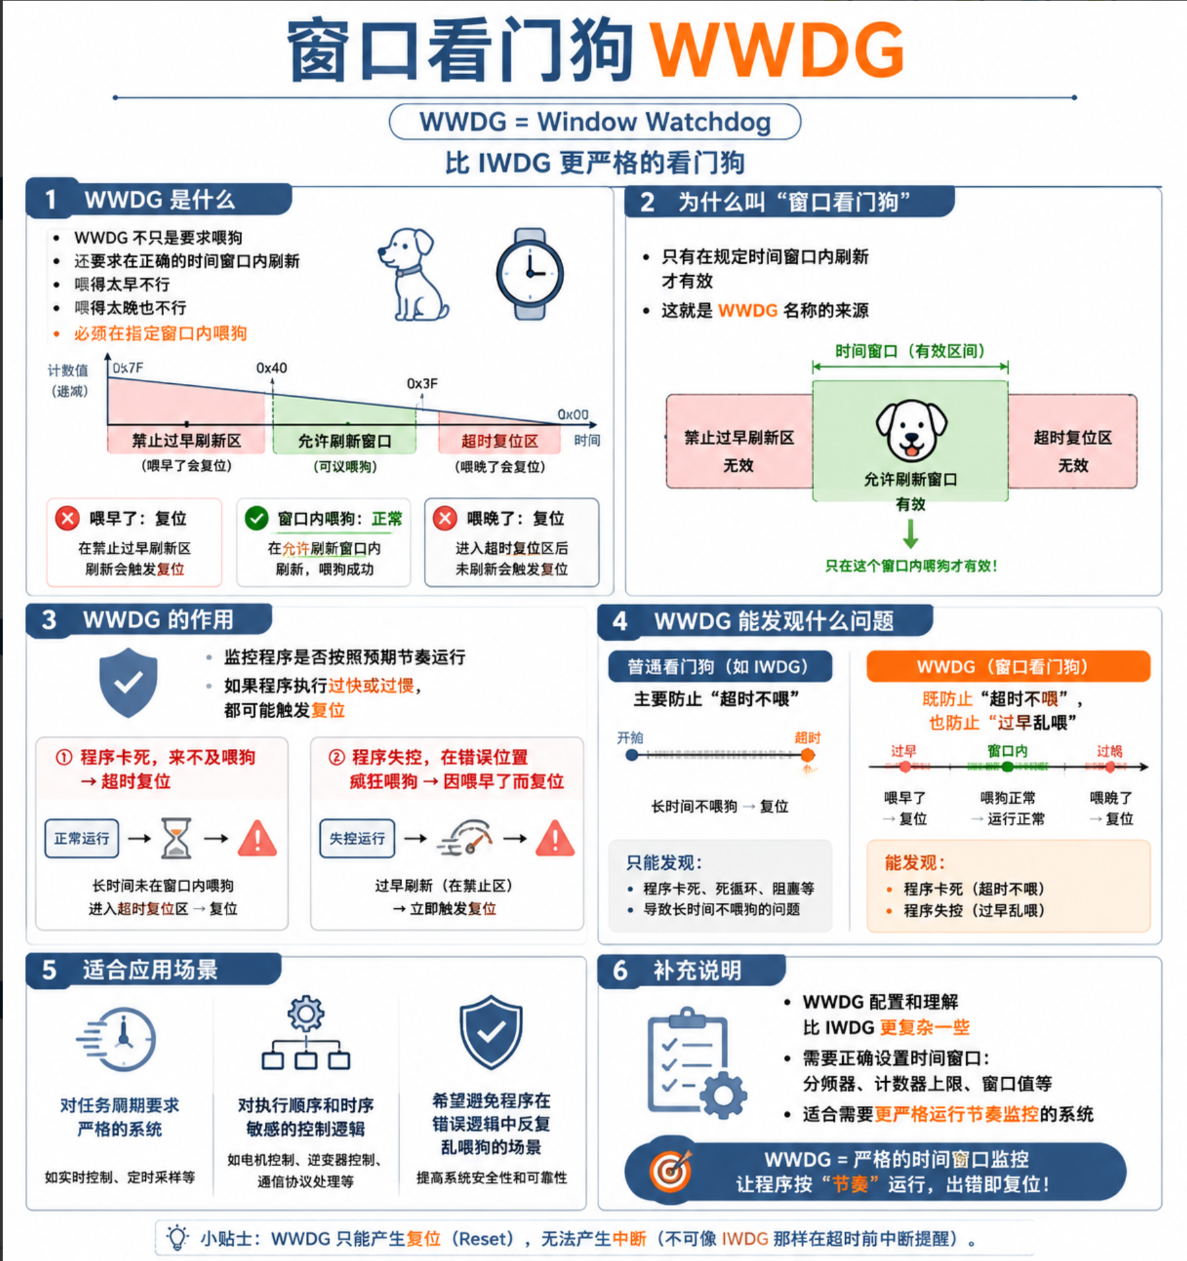 窗口看门狗 WWDG
WWDG = Window Watchdog
比 IWDG 更严格的看门狗
1 WWDG 是什么
• WWDG 不只是要求喂狗
• 还要求在正确的时间窗口内刷新
• 喂得太早不行
• 喂得太晚也不行
• 必须在指定窗口内喂狗
计数值
（递减）
0x7F
0x40
0x3F
0x00
时间
禁止过早刷新区
（喂早了会复位）
允许刷新窗口
（可议喂狗）
超时复位区
（喂晚了会复位）
喂早了：复位
在禁止过早刷新区
刷新会触发复位
窗口内喂狗：正常
在允许刷新窗口内
刷新，喂狗成功
喂晚了：复位
进入超时复位区后
未刷新会触发复位
2 为什么叫“窗口看门狗”
• 只有在规定时间窗口内刷新
才有效
• 这就是 WWDG 名称的来源
时间窗口（有效区间）
禁止过早刷新区
无效
允许刷新窗口
有效
超时复位区
无效
只在这个窗口内喂狗才有效！
3 WWDG 的作用
• 监控程序是否按照预期节奏运行
• 如果程序执行过快或过慢，
都可能触发复位
① 程序卡死，来不及喂狗
→ 超时复位
正常运行
长时间未在窗口内喂狗
进入超时复位区 → 复位
② 程序失控，在错误位置
疯狂喂狗 → 因喂早了而复位
失控运行
过早刷新（在禁止区）
→ 立即触发复位
4 WWDG 能发现什么问题
普通看门狗（如 IWDG）
主要防止“超时不喂”
开始
超时
长时间不喂狗 → 复位
只能发现：
• 程序卡死、死循环、阻塞等
• 导致长时间不喂狗的问题
WWDG（窗口看门狗）
既防止“超时不喂”，
也防止“过早乱喂”
过早
窗口内
喂早了
→ 复位
喂狗正常
→ 运行正常
喂晚了
→ 复位
能发现：
• 程序卡死（超时不喂）
• 程序失控（过早乱喂）
5 适合应用场景
对任务周期要求
严格的系统
如实时控制、定时采样等
对执行顺序和时序
敏感的控制逻辑
如电机控制、逆变器控制、
通信协议处理等
希望避免程序在
错误逻辑中反复
乱喂狗的场景
提高系统安全性和可靠性
6 补充说明
• WWDG 配置和理解
比 IWDG 更复杂一些
• 需要正确设置时间窗口：
分频器、计数器上限、窗口值等
• 适合需要更严格运行节奏监控的系统
WWDG = 严格的时间窗口监控
让程序按“节奏”运行，出错即复位！
小贴士：WWDG 只能产生复位（Reset），无法产生中断（不可像 IWDG 那样在超时前中断提醒）。